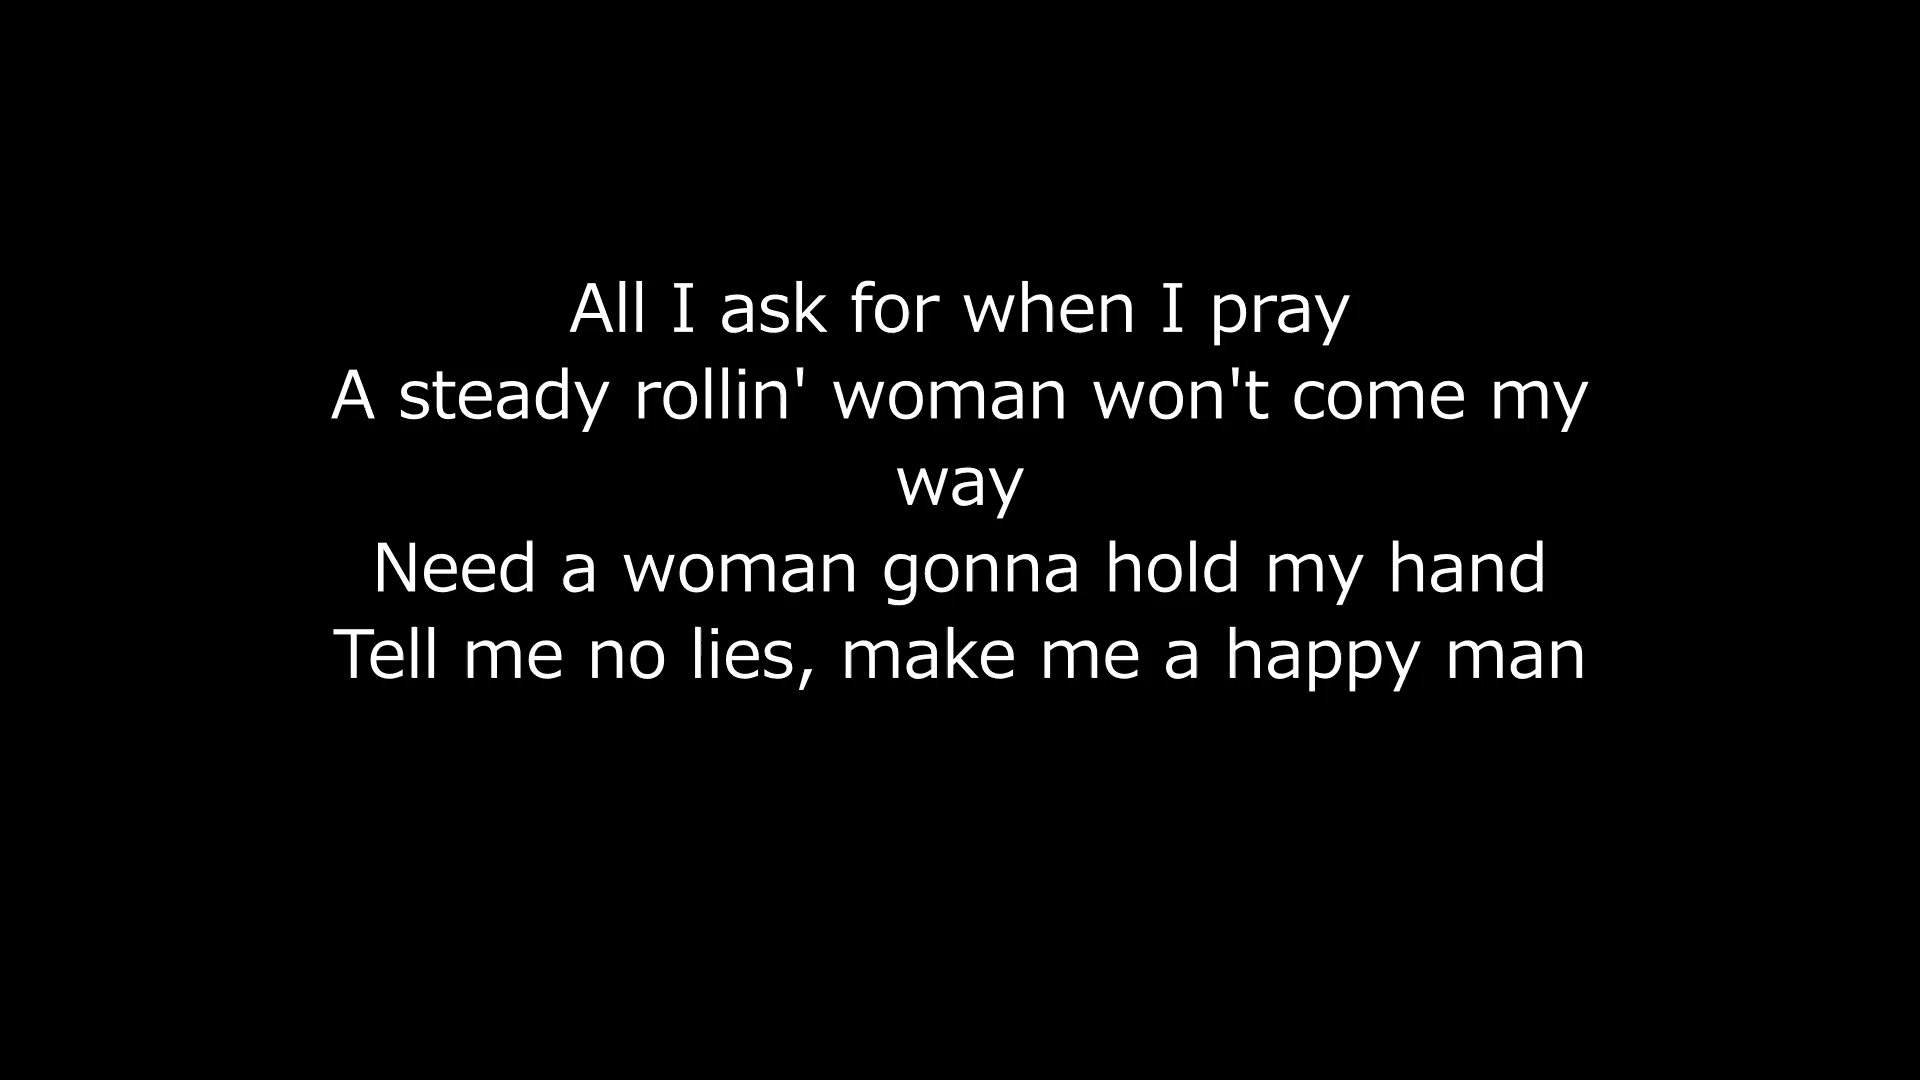 All I ask for when I pray
A steady rollin' woman won't come my
way
Need a woman gonna hold my hand
Tell me no lies, make me a happy man